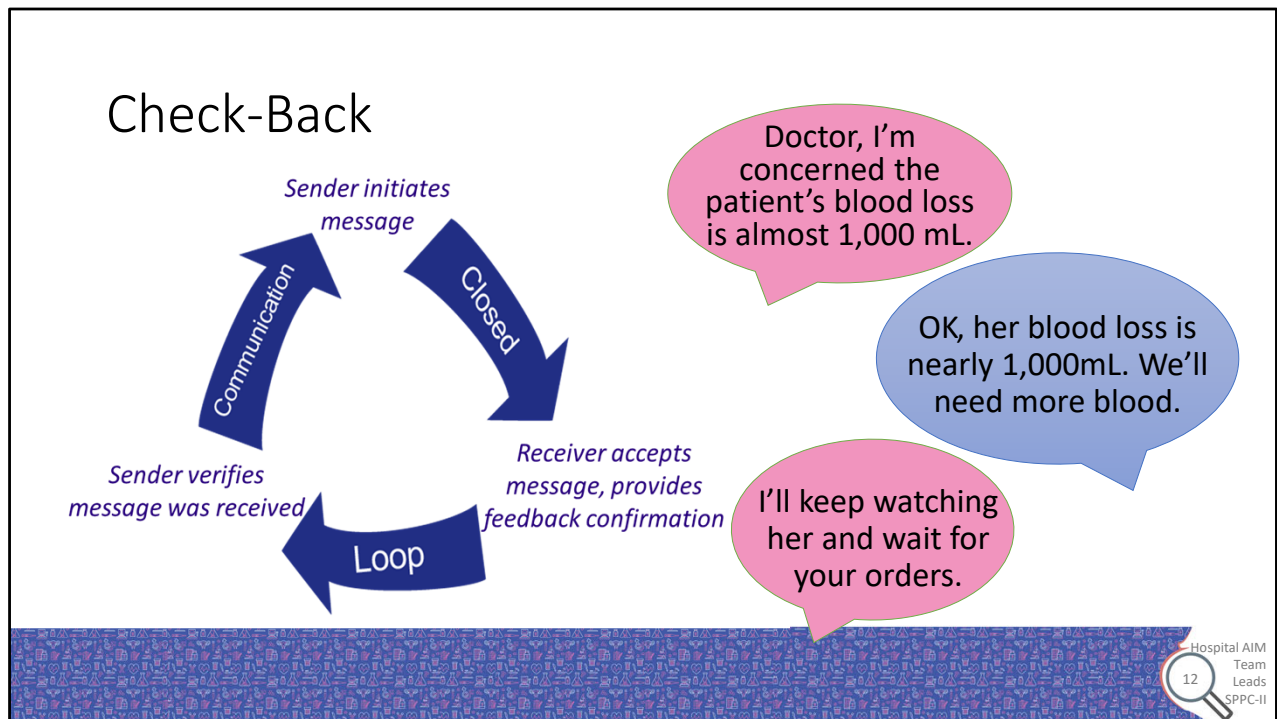 Check-Back
Sender initiates
message
Closed
Receiver accepts
message, provides
feedback confirmation
Loop
Sender verifies
message was received
Communication
Doctor, I’m
concerned the
patient’s blood loss
is almost 1,000 mL.
OK, her blood loss is
nearly 1,000mL. We’ll
need more blood.
I’ll keep watching
her and wait for
your orders.
Hospital AIM
Team
Leads
SPPC-II
12